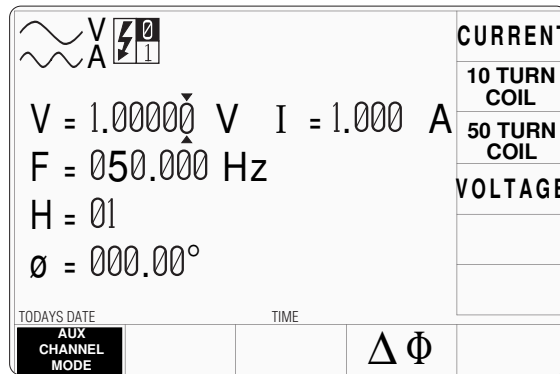 V
A
0
1
CURRENT
10 TURN
COIL
V = 1.00000 V I = 1.000 A
50 TURN
COIL
F = 050.000 Hz
VOLTAGE
H = 01
ø = 000.00°
TODAYS DATE TIME
AUX
CHANNEL
MODE
Δ Φ